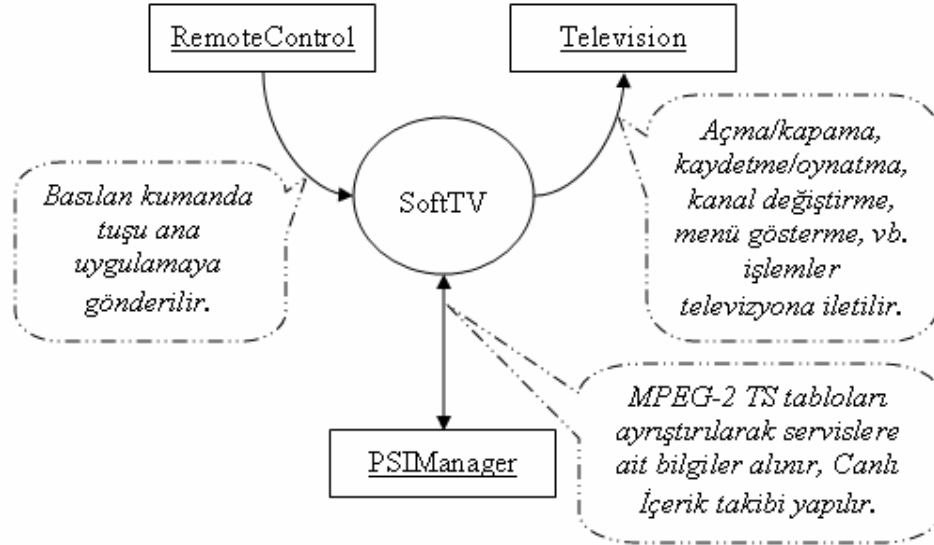 RemoteControl
Television
SoftTV
PSIManager
Basılan kumanda
tuşu ana
uygulamaya
gönderilir.
Açma/kapama,
kaydetme/oynatma,
kanal değiştirme,
menü gösterme, vb.
işlemler
televizyona iletilir.
MPEG-2 TS tabloları
ayrıştırılarak servislere
ait bilgiler alınır, Canlı
İçerik takibi yapılır.